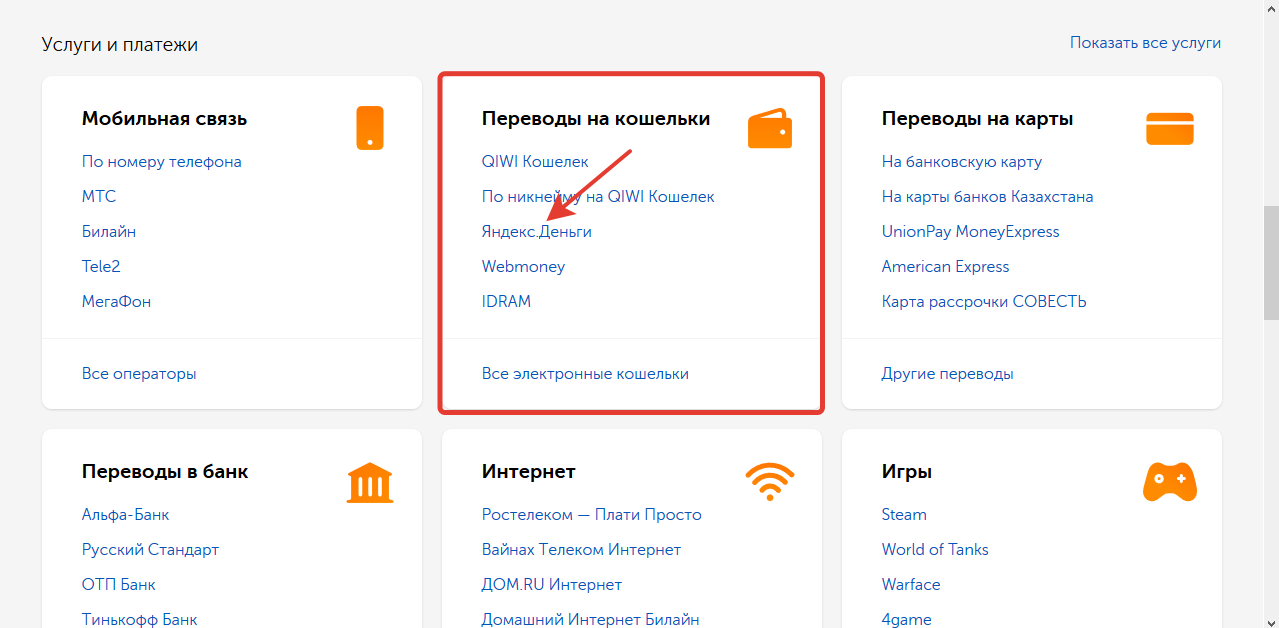 Услуги и платежи
Показать все услуги
Мобильная связь
По номеру телефона
МТС
Билайн
Tele2
МегаФон
Все операторы
Переводы на кошельки
QIWI Кошелек
По никнейму на QIWI Кошелек
Яндекс.Деньги
Webmoney
IDRAM
Все электронные кошельки
Переводы на карты
На банковскую карту
На карты банков Казахстана
UnionPay MoneyExpress
American Express
Карта рассрочки СОВЕСТЬ
Другие переводы
Переводы в банк
Альфа-Банк
Русский Стандарт
ОТП Банк
Тинькофф Банк
Интернет
Ростелеком — Плати Просто
Вайнах Телеком Интернет
ДОМ.RU Интернет
Домашний Интернет Билайн
Игры
Steam
World of Tanks
Warface
4game